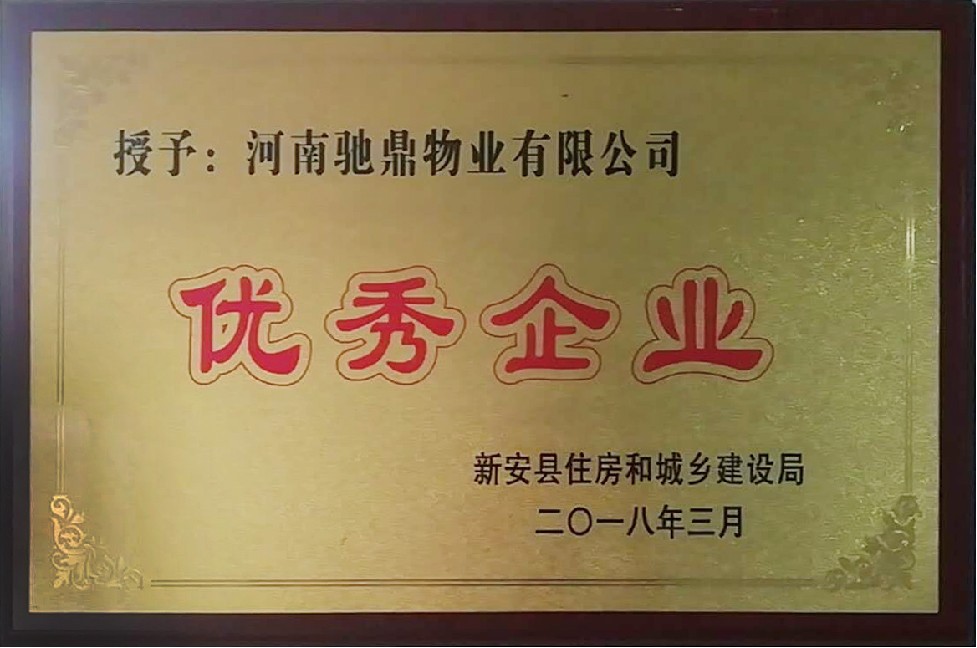 授予：河南驰鼎物业有限公司
优秀企业
新安县住房和城乡建设局
二〇一八年三月